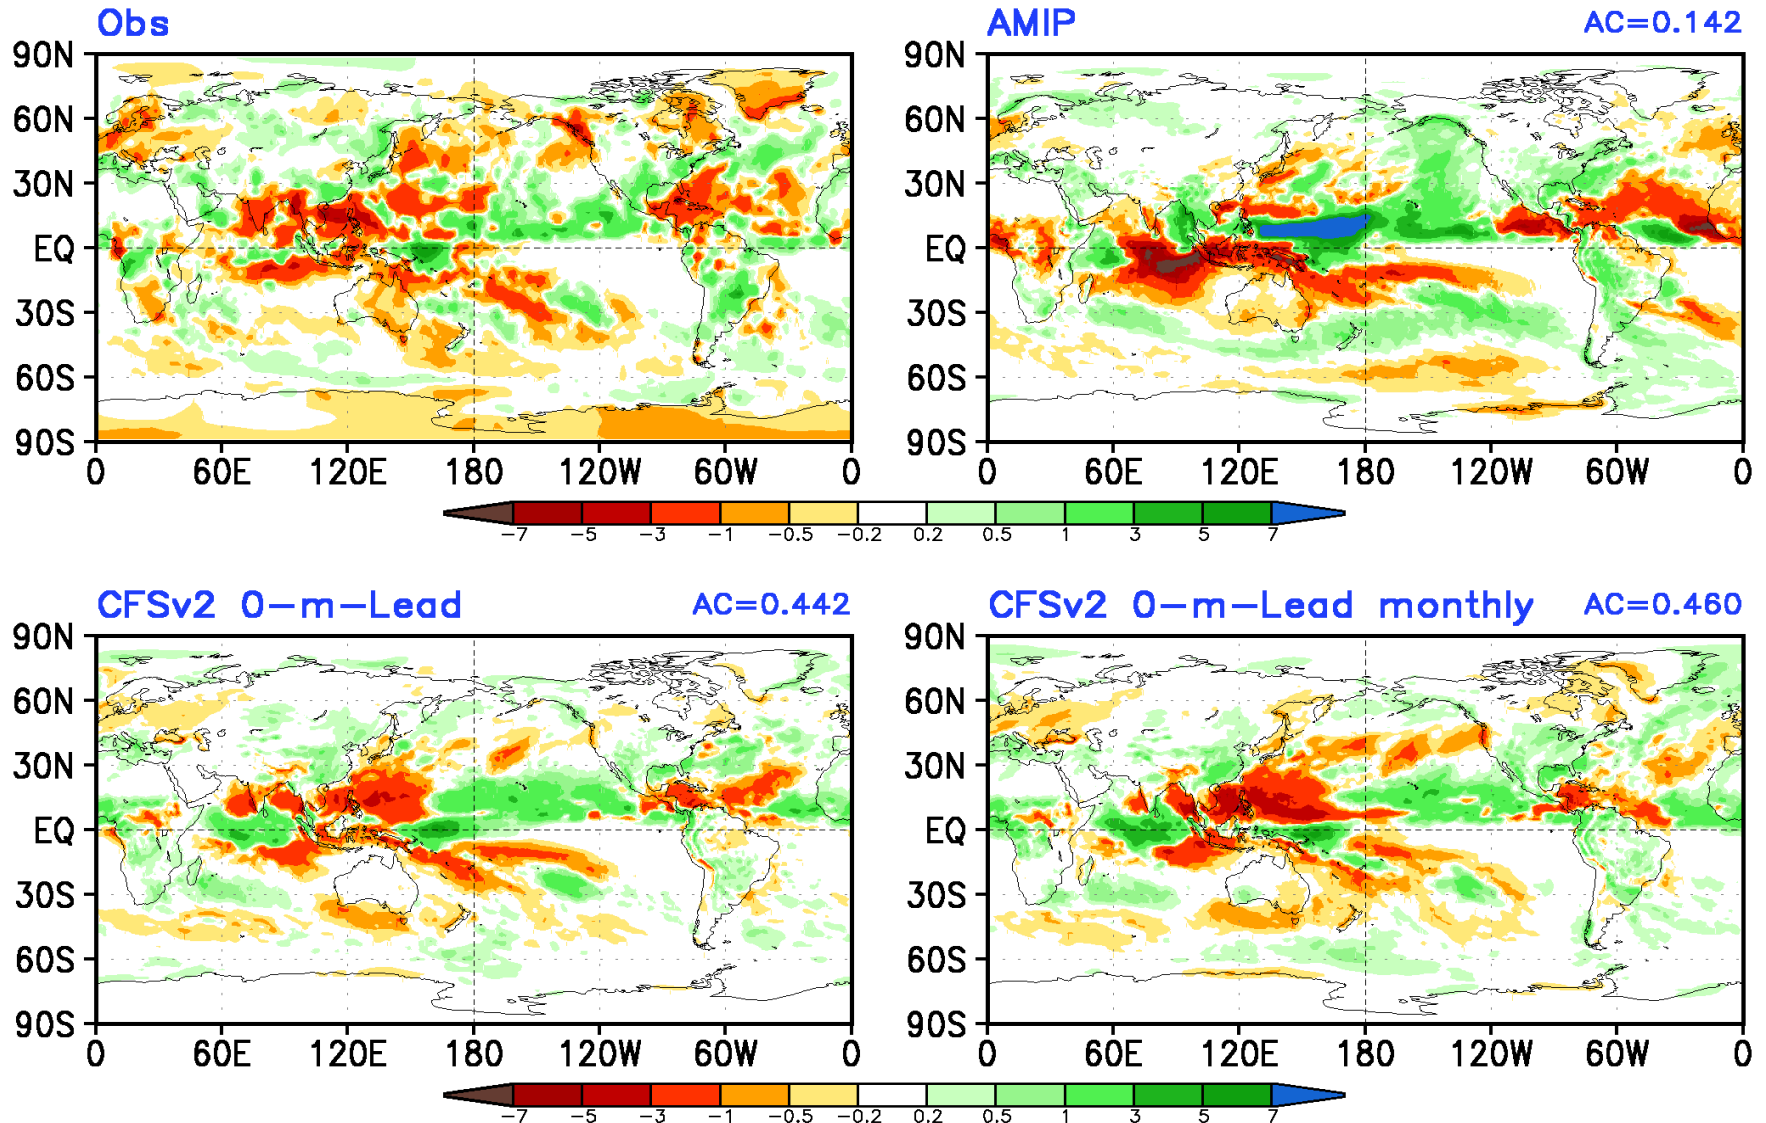 Obs
AMIP AC=0.142
90N
60N
30N
EQ
30S
60S
90S
0 60E 120E 180 120W 60W 0
90N
60N
30N
EQ
30S
60S
90S
0 60E 120E 180 120W 60W 0
-7 -5 -3 -1 -0.5 -0.2 0.2 0.5 1 3 5 7
CFSv2 0-m-Lead AC=0.442
CFSv2 0-m-Lead monthly AC=0.460
90N
60N
30N
EQ
30S
60S
90S
0 60E 120E 180 120W 60W 0
90N
60N
30N
EQ
30S
60S
90S
0 60E 120E 180 120W 60W 0
-7 -5 -3 -1 -0.5 -0.2 0.2 0.5 1 3 5 7